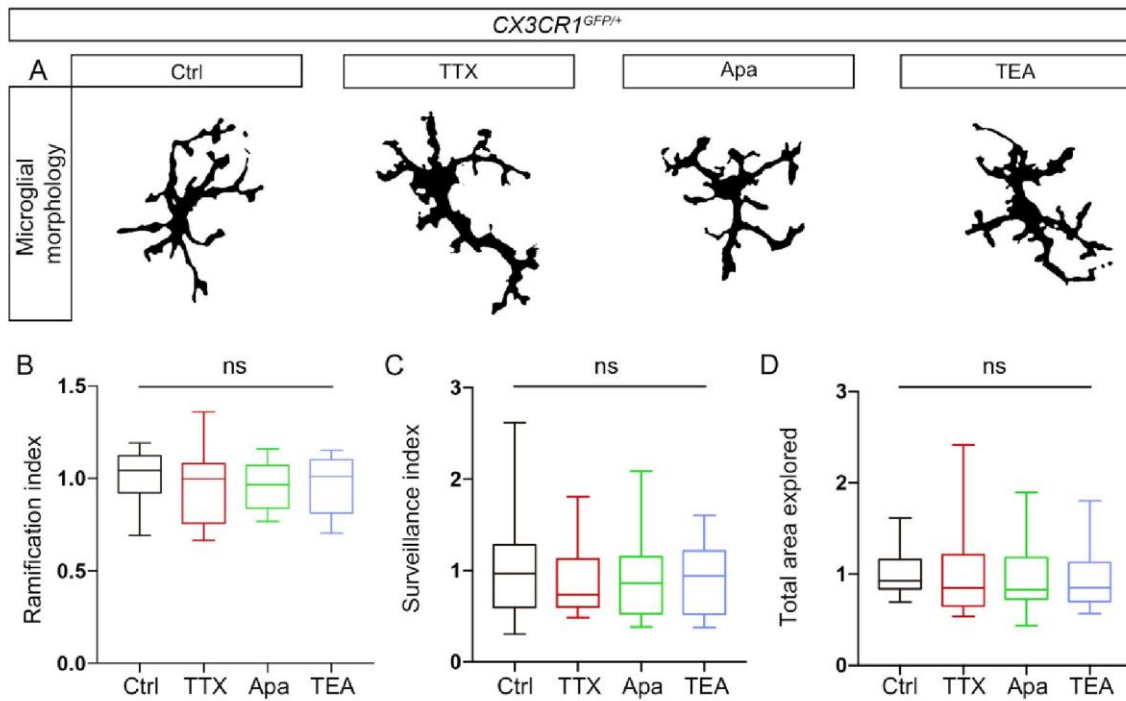 CX3CR1GFP/+
A
Ctrl
TTX
Apa
TEA
Microglial
morphology
B
ns
Ramification index
1.5
1.0
0.5
0.0
Ctrl
TTX
Apa
TEA
C
ns
Surveillance index
3
2
1
0
Ctrl
TTX
Apa
TEA
D
ns
Total area explored
3
2
1
0
Ctrl
TTX
Apa
TEA